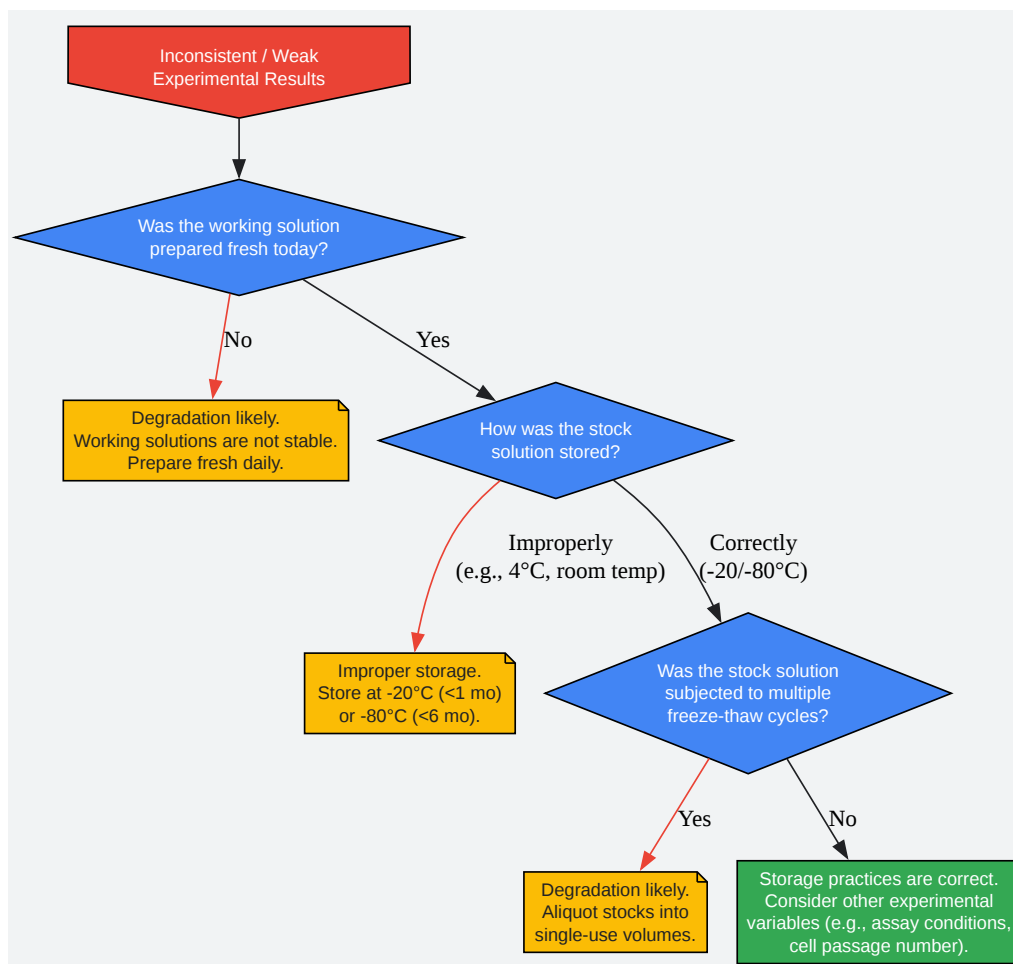 Inconsistent / Weak
Experimental Results
Was the working solution
prepared fresh today?
No
Yes
Degradation likely.
Working solutions are not stable.
Prepare fresh daily.
How was the stock
solution stored?
Improperly
(e.g., 4°C, room temp)
Correctly
(-20/-80°C)
Improper storage.
Store at -20°C (<1 mo)
or -80°C (<6 mo).
Was the stock solution
subjected to multiple
freeze-thaw cycles?
Yes
No
Degradation likely.
Aliquot stocks into
single-use volumes.
Storage practices are correct.
Consider other experimental
variables (e.g., assay conditions,
cell passage number).